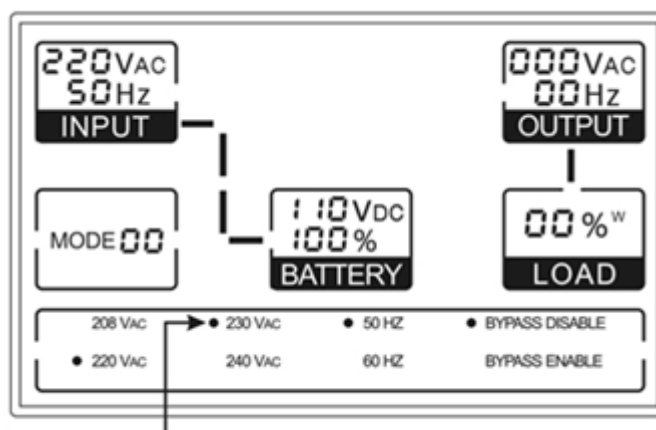 220VAC
50Hz
INPUT
000VAC
00Hz
OUTPUT
MODE 00
110VDC
100%
BATTERY
00%W
LOAD
208 VAC • 230 VAC • 50 HZ • BYPASS DISABLE
• 220 VAC 240 VAC 60 HZ BYPASS ENABLE